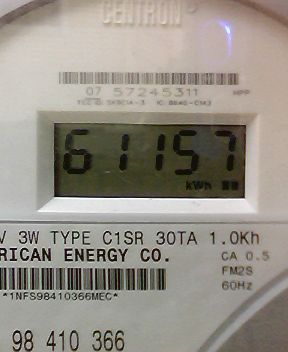 CENTRON
07 57245311 HPP
61157
kWh
V 3W TYPE C1SR 30TA 1.0Kh
RICAN ENERGY CO. CA 0.5
FM2S
*1NFS98410366MEC* 60Hz
98 410 366